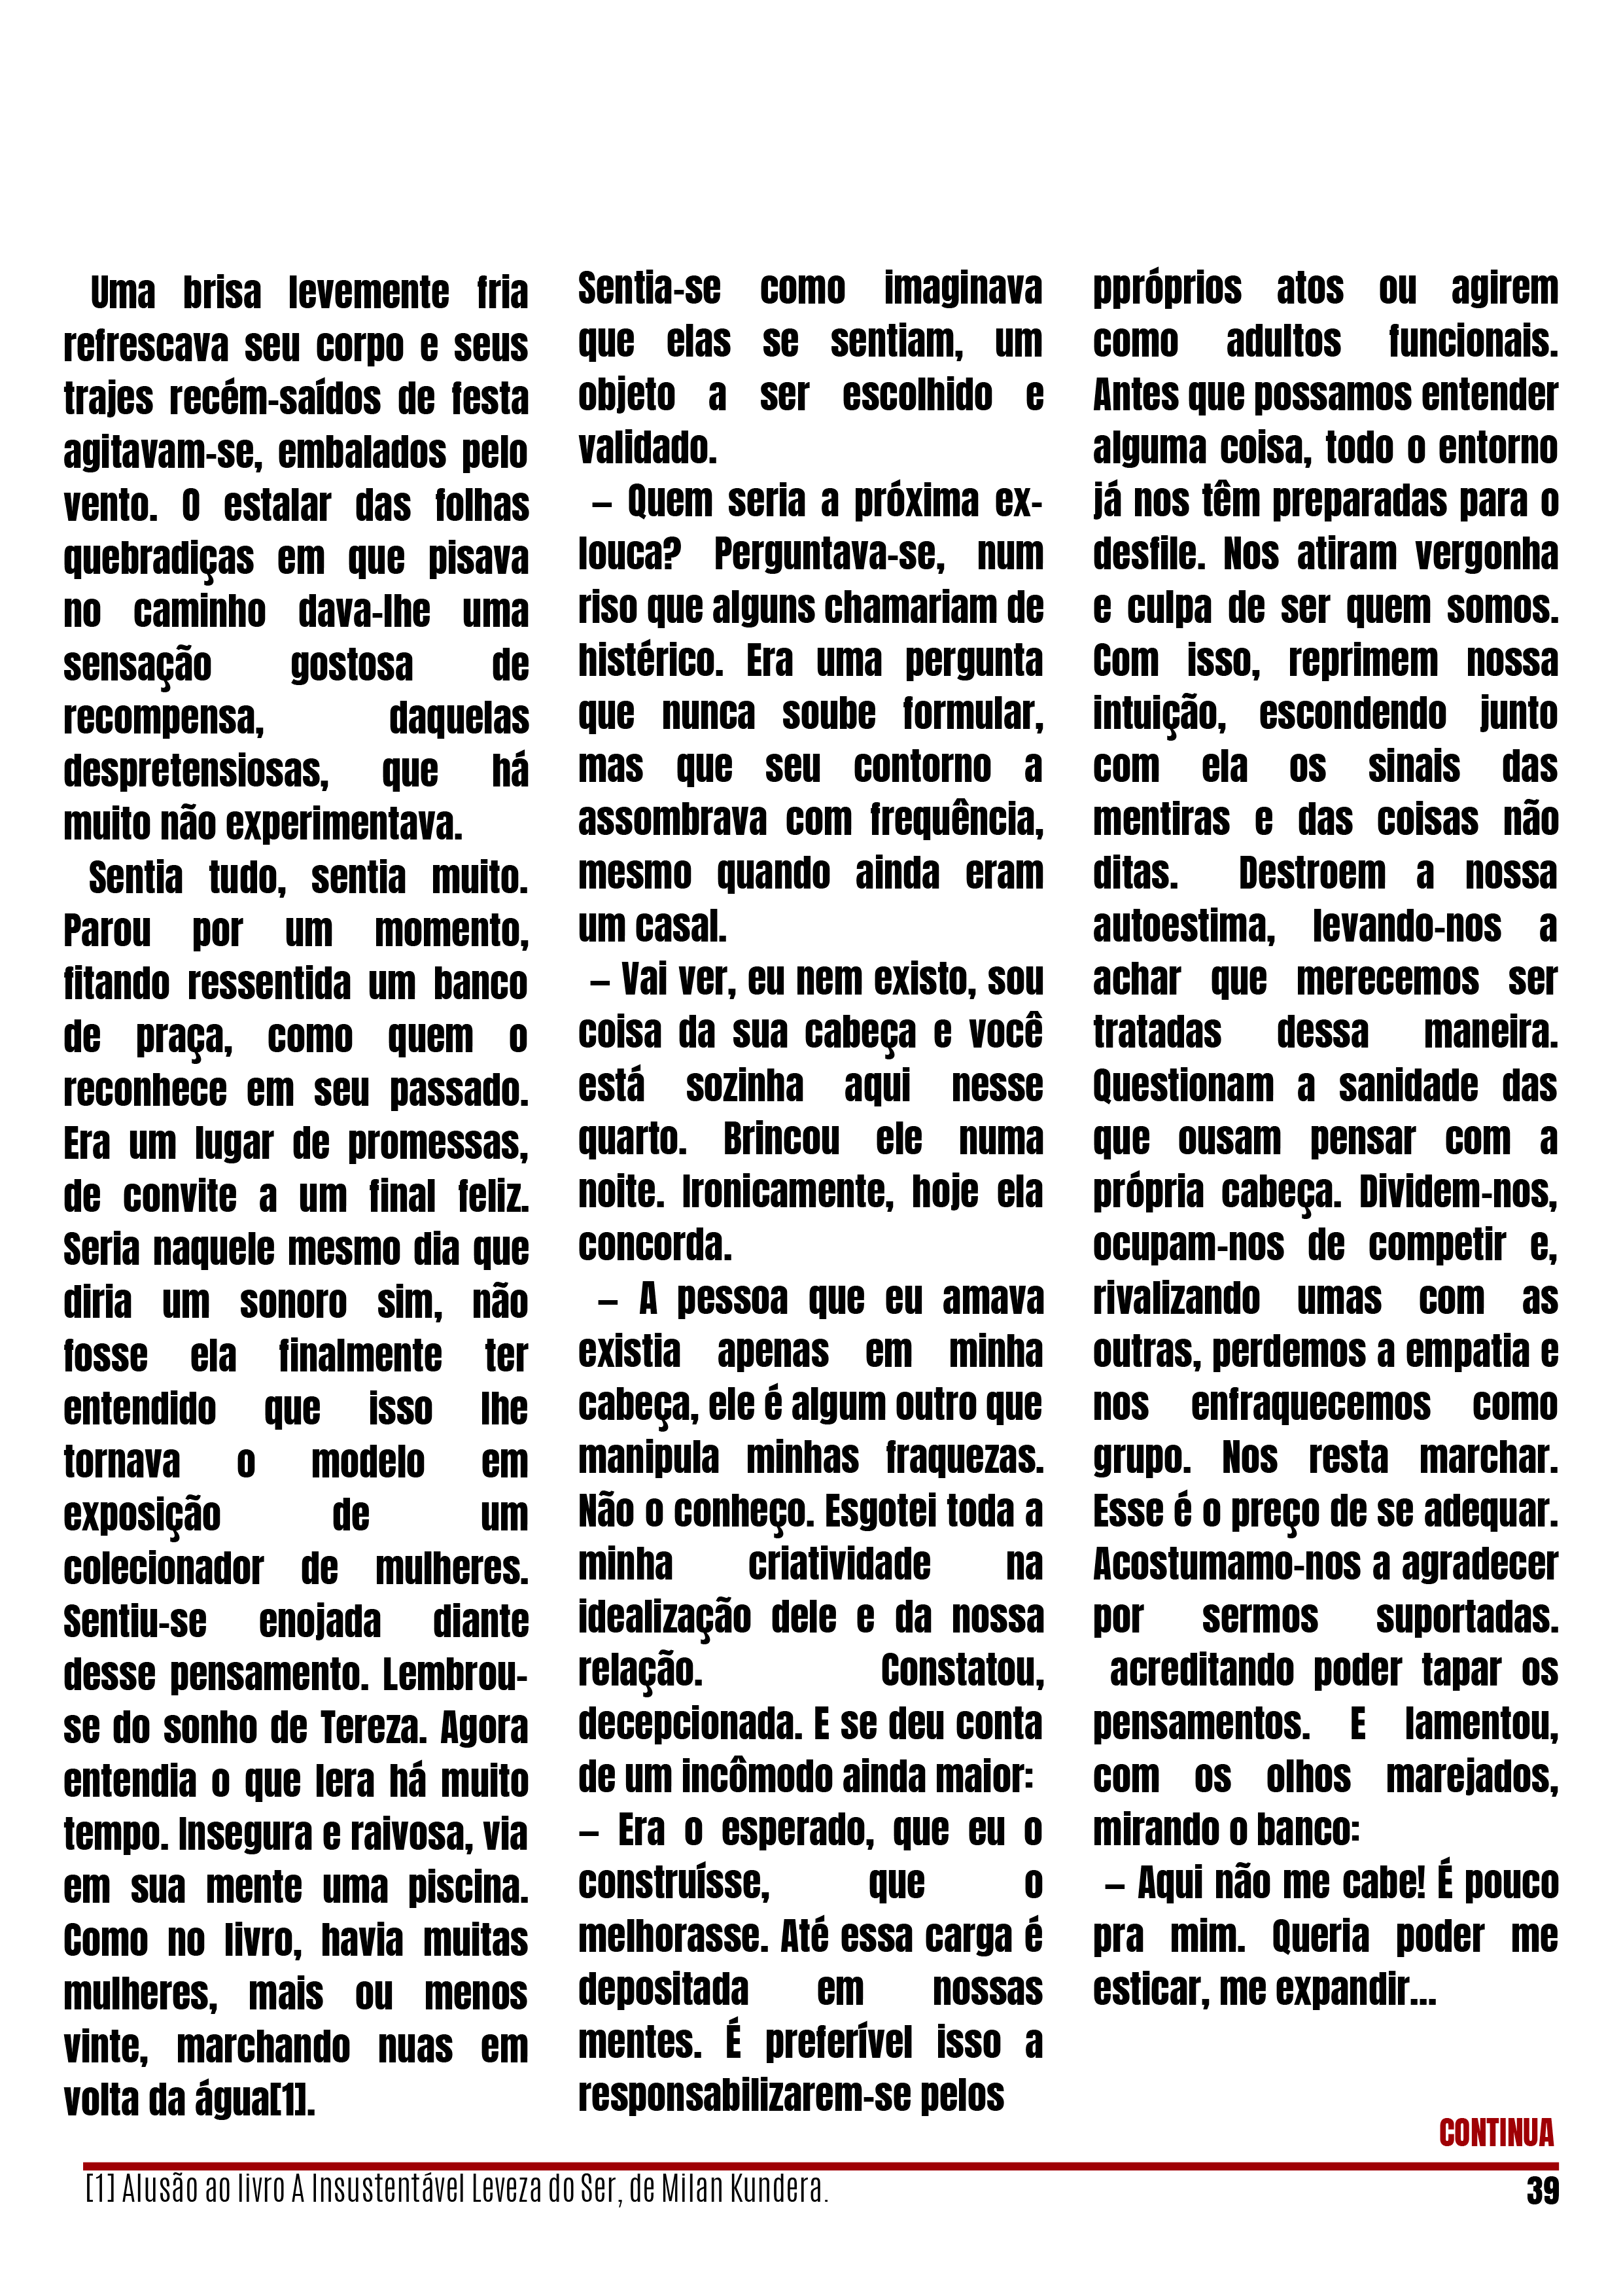 Uma brisa levemente fria
refrescava seu corpo e seus
trajes recém-saídos de festa
agitavam-se, embalados pelo
vento. O estalar das folhas
quebradiças em que pisava
no caminho dava-lhe uma
sensação gostosa de
recompensa, daquelas
despretensiosas, que há
muito não experimentava.
Sentia tudo, sentia muito.
Parou por um momento,
fitando ressentida um banco
de praça, como quem o
reconhece em seu passado.
Era um lugar de promessas,
de convite a um final feliz.
Seria naquele mesmo dia que
diria um sonoro sim, não
fosse ela finalmente ter
entendido que isso lhe
tornava o modelo em
exposição de um
colecionador de mulheres.
Sentiu-se enojada diante
desse pensamento. Lembrou-
se do sonho de Tereza. Agora
entendia o que lera há muito
tempo. Insegura e raivosa, via
em sua mente uma piscina.
Como no livro, havia muitas
mulheres, mais ou menos
vinte, marchando nuas em
volta da água[1].
Sentia-se como imaginava
que elas se sentiam, um
objeto a ser escolhido e
validado.
– Quem seria a próxima ex-
louca? Perguntava-se, num
riso que alguns chamariam de
histérico. Era uma pergunta
que nunca soube formular,
mas que seu contorno a
assombrava com frequência,
mesmo quando ainda eram
um casal.
– Vai ver, eu nem existo, sou
coisa da sua cabeça e você
está sozinha aqui nesse
quarto. Brincou ele numa
noite. Ironicamente, hoje ela
concorda.
– A pessoa que eu amava
existia apenas em minha
cabeça, ele é algum outro que
manipula minhas fraquezas.
Não o conheço. Esgotei toda a
minha criatividade na
idealização dele e da nossa
relação. Constatou,
decepcionada. E se deu conta
de um incômodo ainda maior:
– Era o esperado, que eu o
construísse, que o
melhorasse. Até essa carga é
depositada em nossas
mentes. É preferível isso a
responsabilizarem-se pelos
ppróprios atos ou agirem
como adultos funcionais.
Antes que possamos entender
alguma coisa, todo o entorno
já nos têm preparadas para o
desfile. Nos atiram vergonha
e culpa de ser quem somos.
Com isso, reprimem nossa
intuição, escondendo junto
com ela os sinais das
mentiras e das coisas não
ditas. Destroem a nossa
autoestima, levando-nos a
achar que merecemos ser
tratadas dessa maneira.
Questionam a sanidade das
que ousam pensar com a
própria cabeça. Dividem-nos,
ocupam-nos de competir e,
rivalizando umas com as
outras, perdemos a empatia e
nos enfraquecemos como
grupo. Nos resta marchar.
Esse é o preço de se adequar.
Acostumamo-nos a agradecer
por sermos suportadas.
acreditando poder tapar os
pensamentos. E lamentou,
com os olhos marejados,
mirando o banco:
– Aqui não me cabe! É pouco
pra mim. Queria poder me
esticar, me expandir...
CONTINUA
[1] Alusão ao livro A Insustentável Leveza do Ser, de Milan Kundera.
39